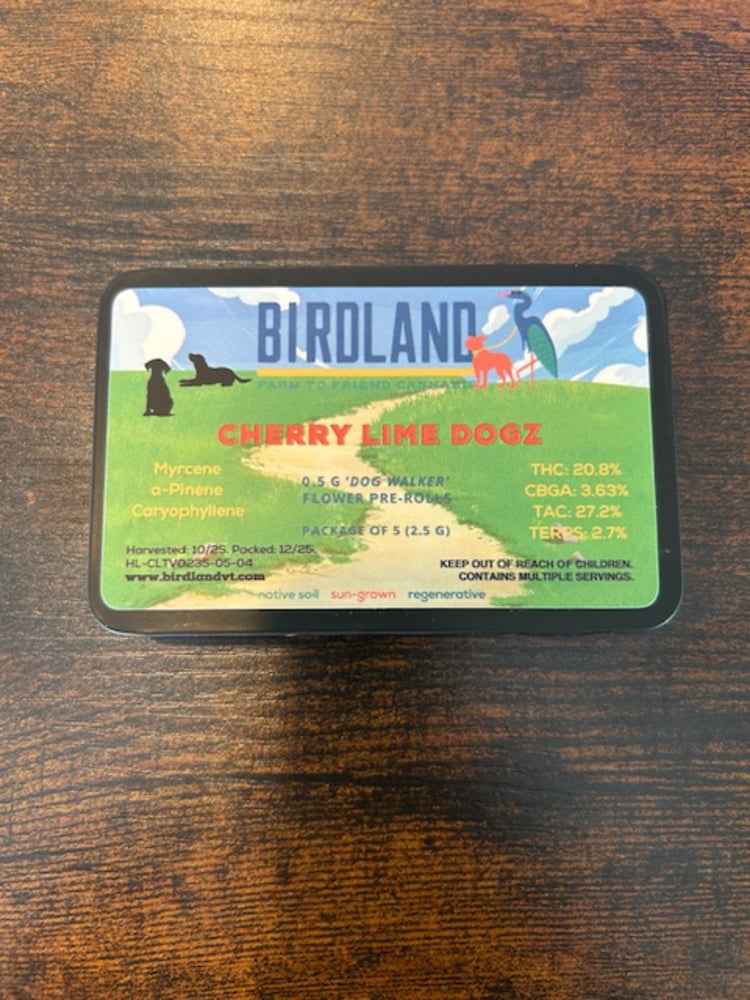 BIRDLAND
FARM TO FRIEND CANNABIS
CHERRY LIME DOGZ
Myrcene
a-Pinene
Caryophyllene
0.5 G 'DOG WALKER'
FLOWER PRE-ROLLS
PACKAGE OF 5 (2.5 G)
THC: 20.8%
CBGA: 3.63%
TAC: 27.2%
TERPS: 2.7%
Harvested: 10/25. Packed: 12/25.
HL-CLTV0235-05-04
www.birdlandvt.com
KEEP OUT OF REACH OF CHILDREN.
CONTAINS MULTIPLE SERVINGS.
native soil sun-grown regenerative